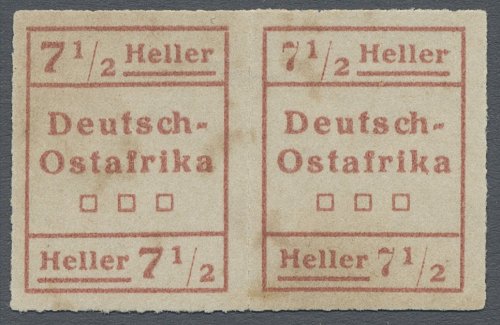 7 1/2 Heller
Deutsch-
Ostafrika
Heller 7 1/2
7 1/2 Heller
Deutsch-
Ostafrika
Heller 7 1/2